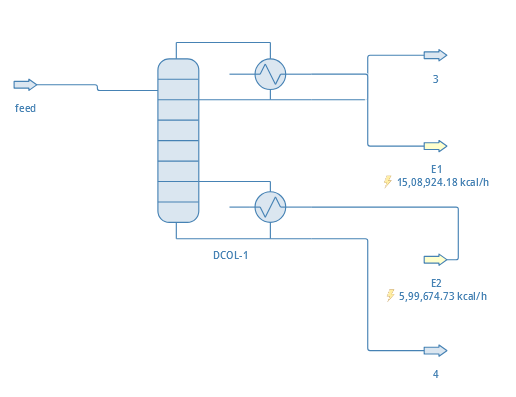 feed
3
E1
15,08,924.18 kcal/h
DCOL-1
E2
5,99,674.73 kcal/h
4